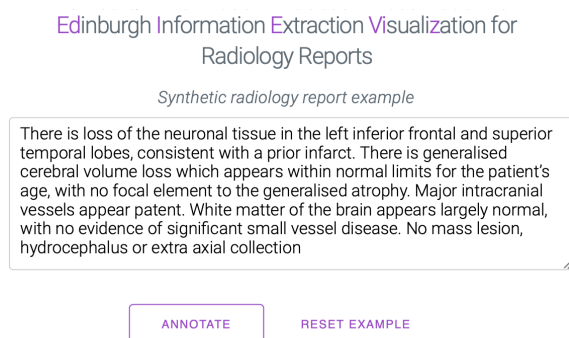 Edinburgh Information Extraction Visualization for
Radiology Reports
Synthetic radiology report example
There is loss of the neuronal tissue in the left inferior frontal and superior
temporal lobes, consistent with a prior infarct. There is generalised
cerebral volume loss which appears within normal limits for the patient's
age, with no focal element to the generalised atrophy. Major intracranial
vessels appear patent. White matter of the brain appears largely normal,
with no evidence of significant small vessel disease. No mass lesion,
hydrocephalus or extra axial collection
ANNOTATE RESET EXAMPLE